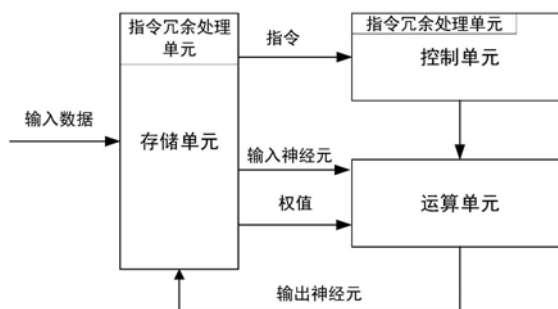 指令冗余处理
单元
指令
指令冗余处理单元
控制单元
输入数据
存储单元
输入神经元
权值
运算单元
输出神经元